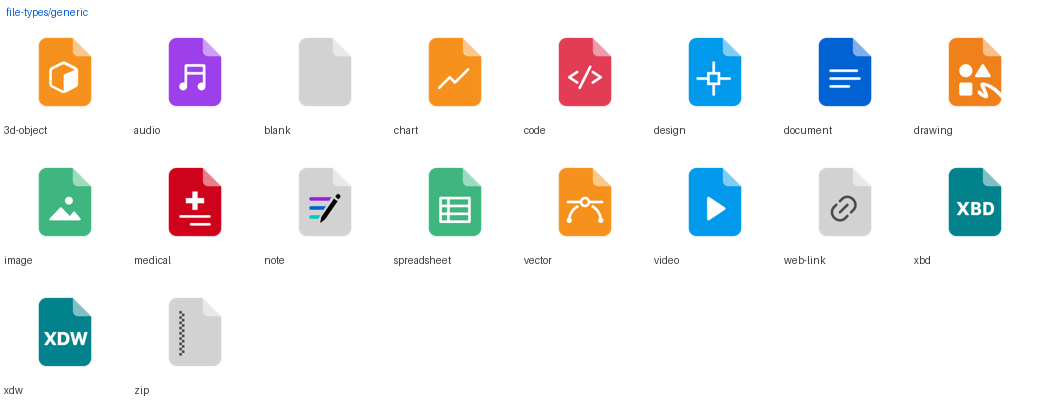 file-types/generic
3d-object audio blank chart code design document drawing
XBD
image medical note spreadsheet vector video web-link xbd
XDW
xdw zip